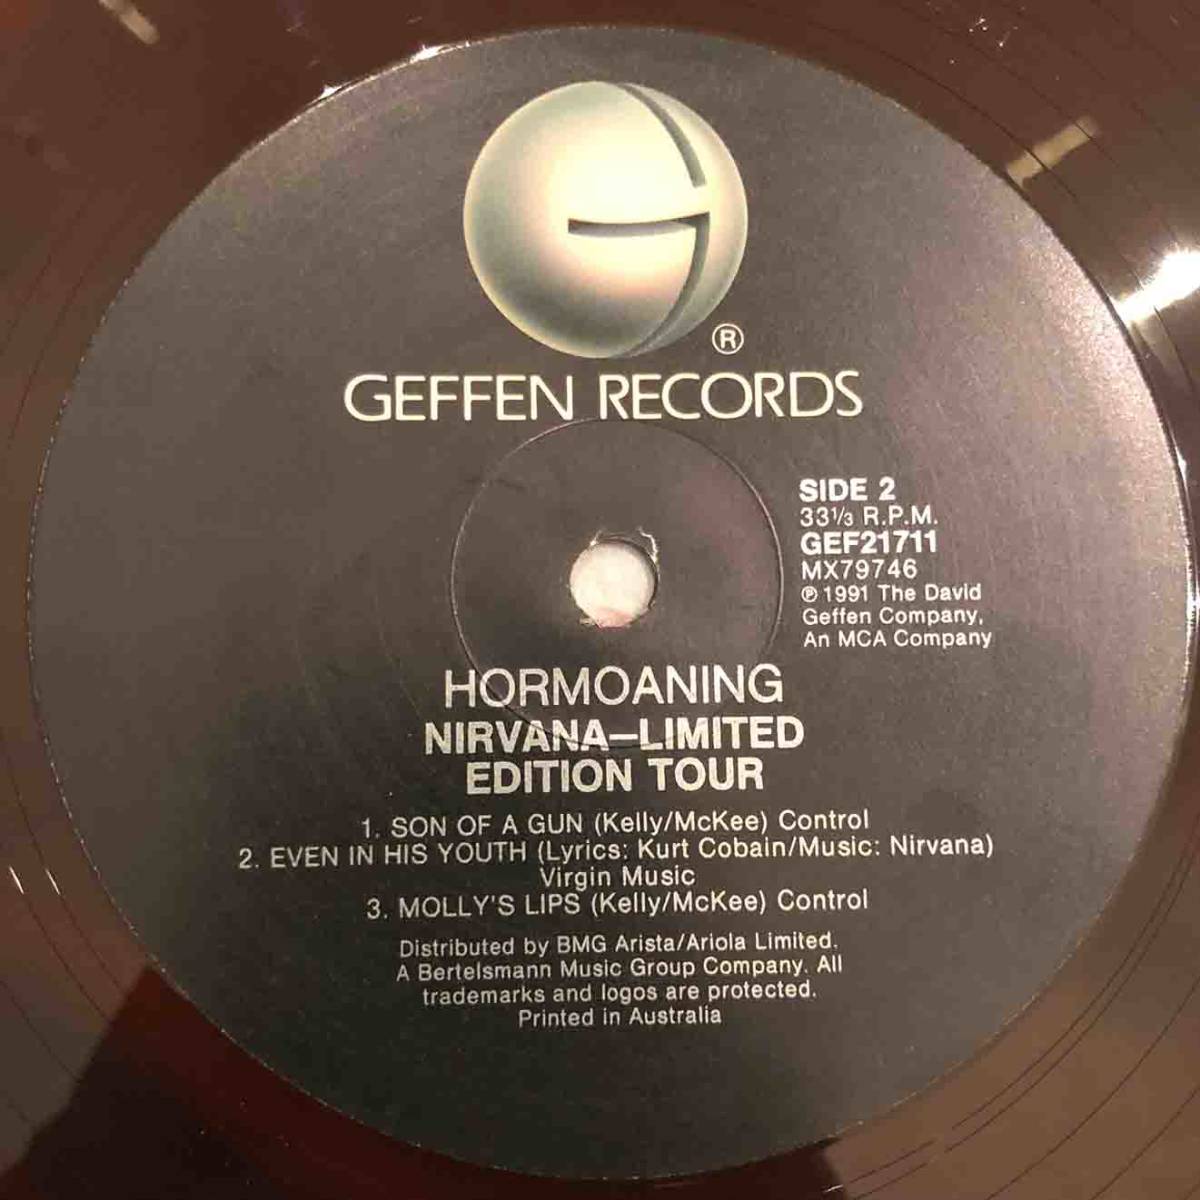 ®
GEFFEN RECORDS
SIDE 2
33⅓ R.P.M.
GEF21711
MX79746
℗ 1991 The David
Geffen Company,
An MCA Company
HORMOANING
NIRVANA–LIMITED
EDITION TOUR
1. SON OF A GUN (Kelly/McKee) Control
2. EVEN IN HIS YOUTH (Lyrics: Kurt Cobain/Music: Nirvana)
Virgin Music
3. MOLLY'S LIPS (Kelly/McKee) Control
Distributed by BMG Arista/Ariola Limited.
A Bertelsmann Music Group Company. All
trademarks and logos are protected.
Printed in Australia